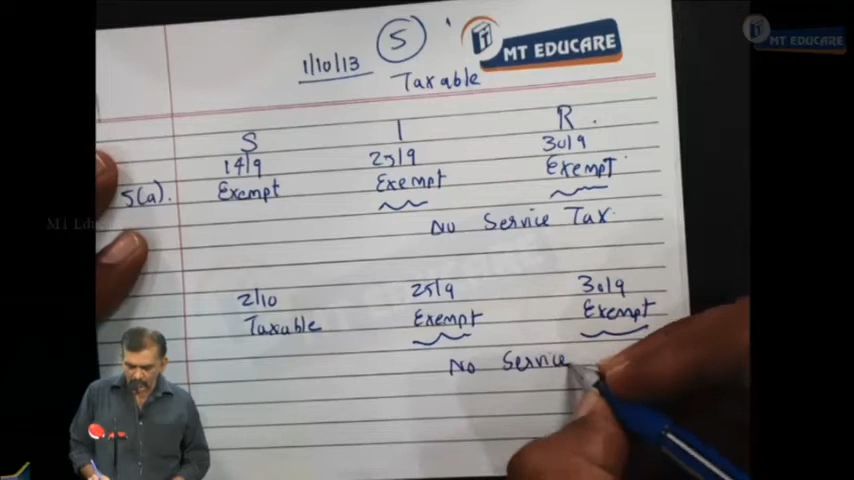 MT EDUCARE
MT EDUCARE
1/10/13 5
Taxable
S I R
14/9 25/9 30/9
5(a). Exempt Exempt Exempt
No Service Tax
2/10 25/9 30/9
Taxable Exempt Exempt
No Service